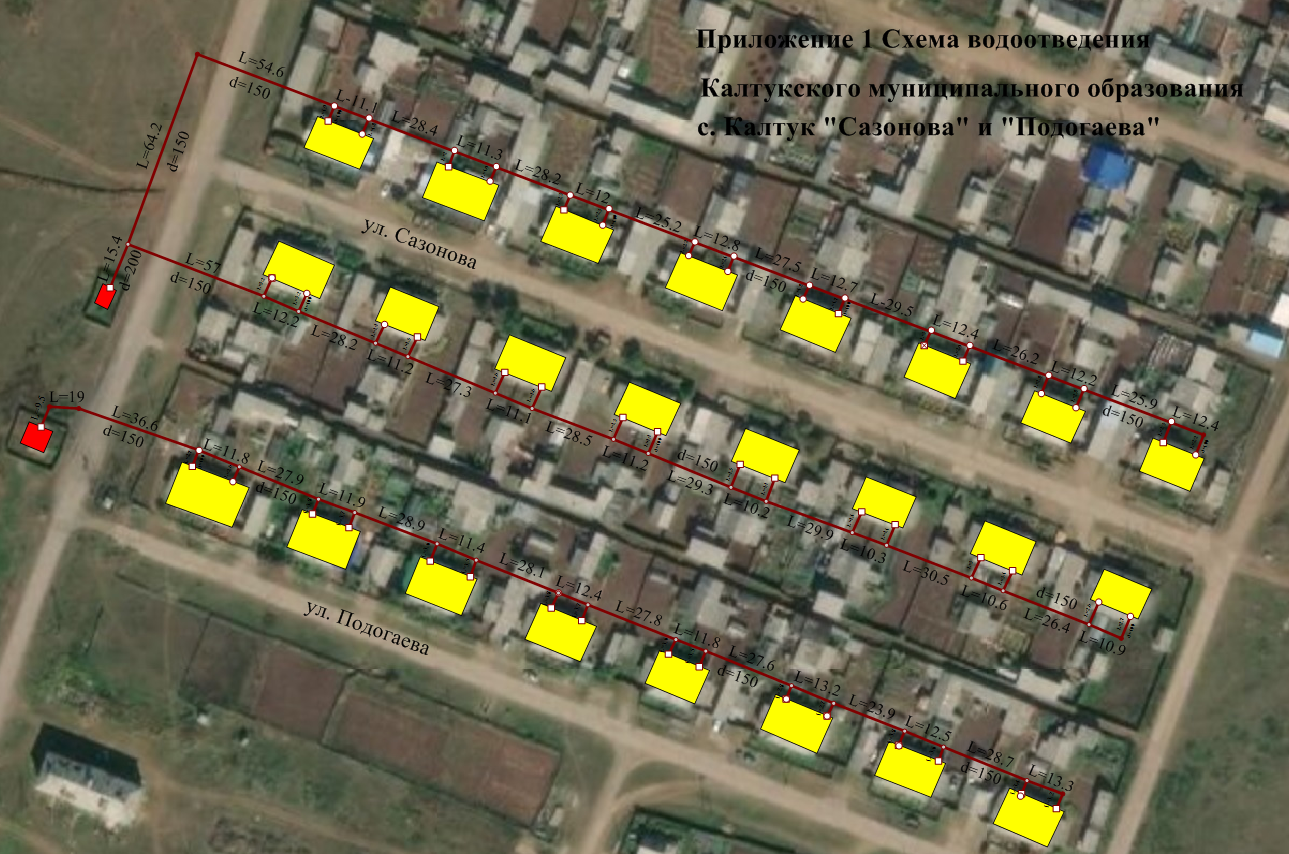 Приложение 1 Схема водоотведения
Калтукского муниципального образования
с. Калтук "Сазонова" и "Подогаева"
L=54.6
d=150
L-11.1
L=28.4
L=11.3
L=28.2
L=12
L=25.2
L=12.8
L=27.5
d=150
L=12.7
L-29.5
L=12.4
L=26.2
L=12.2
L=25.9
d=150
L=12.4
L=64.2
d=150
L=15.4
d=200
ул. Сазонова
L=57
d=150
L=12.2
L=28.2
L=11.2
L=27.3
L=11.1
L=28.5
L=11.2
d=150
L=29.3
L=10.2
L=29.9
L=10.3
L=30.5
L=10.6
d=150
L=26.4
L=10.9
L=19
L=36.6
d=150
L=11.8
L=27.9
d=150
L=11.9
L=28.9
L=11.4
L=28.1
L=12.4
L=27.8
L=11.8
L=27.6
d=150
L=13.2
L=23.9
L=12.5
L=28.7
d=150
L=13.3
ул. Подогаева